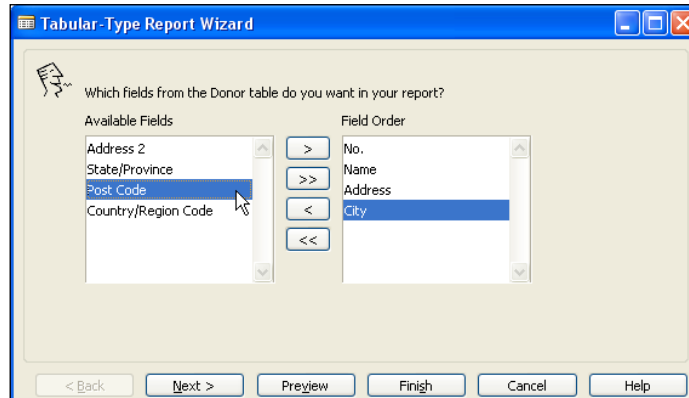 Tabular-Type Report Wizard
Which fields from the Donor table do you want in your report?
Available Fields
Field Order
Address 2
State/Province
Post Code
Country/Region Code
>
>>
<
<<
No.
Name
Address
City
< Back
Next >
Preview
Finish
Cancel
Help